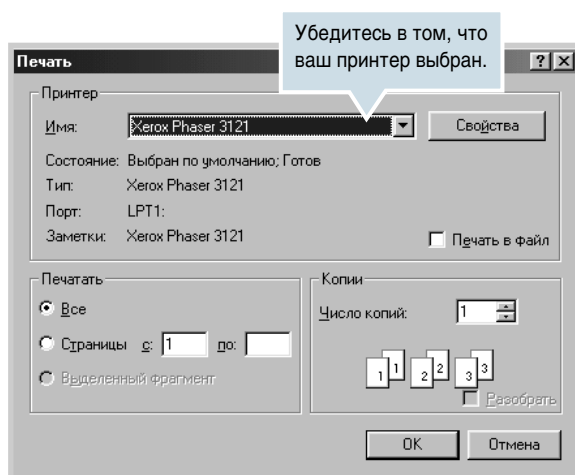 Убедитесь в том, что
ваш принтер выбран.
Печать
Принтер
Имя: Xerox Phaser 3121 Свойства
Состояние: Выбран по умолчанию; Готов
Тип: Xerox Phaser 3121
Порт: LPT1:
Заметки: Xerox Phaser 3121 Печать в файл
Печатать
Все
Страницы с: 1 по:
Выделенный фрагмент
Копии
Число копий: 1
1 1 2 2 3 3
Разобрать
OK Отмена